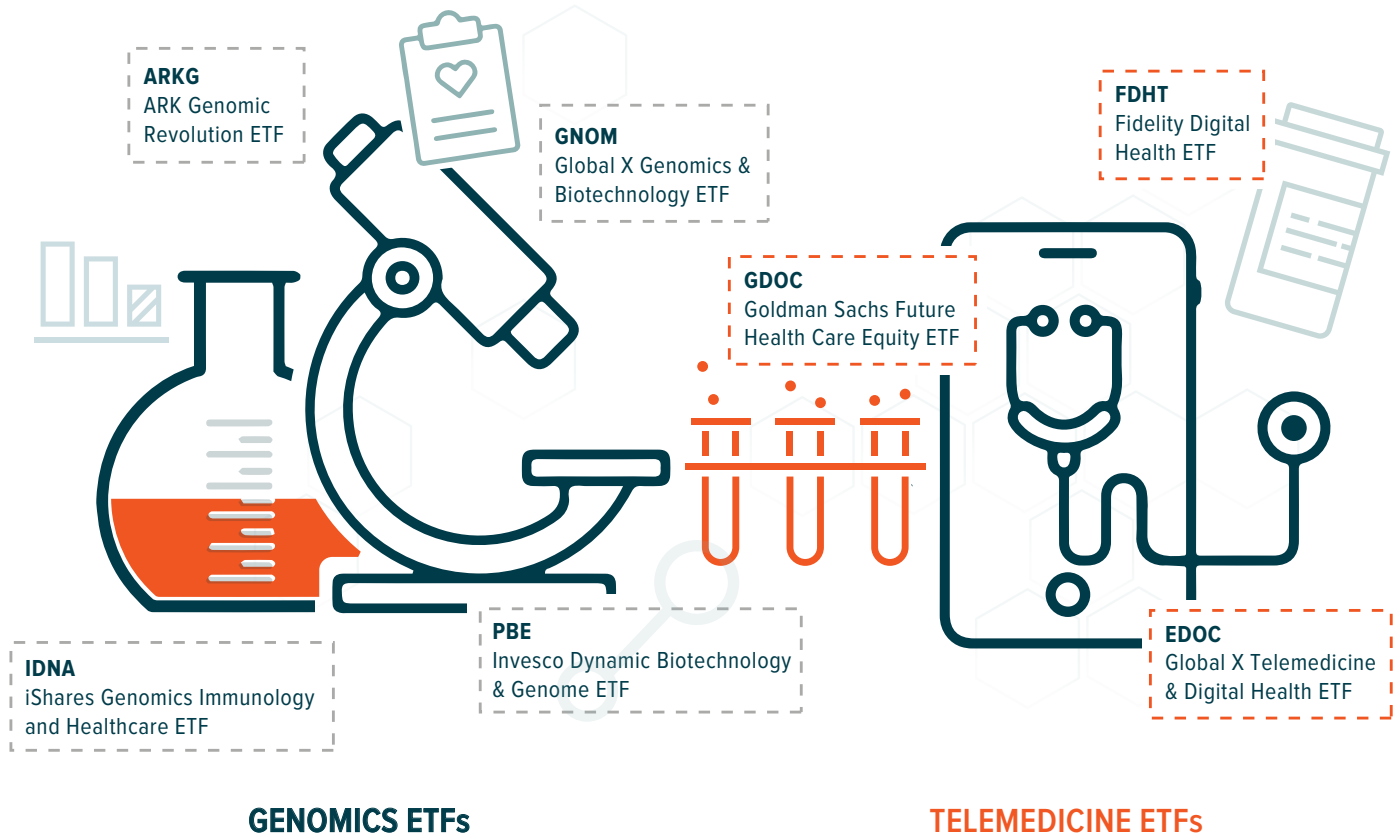 ARKG
ARK Genomic
Revolution ETF
GNOM
Global X Genomics &
Biotechnology ETF
FDHT
Fidelity Digital
Health ETF
GDOC
Goldman Sachs Future
Health Care Equity ETF
IDNA
iShares Genomics Immunology
and Healthcare ETF
PBE
Invesco Dynamic Biotechnology
& Genome ETF
EDOC
Global X Telemedicine
& Digital Health ETF
GENOMICS ETFs
TELEMEDICINE ETFs